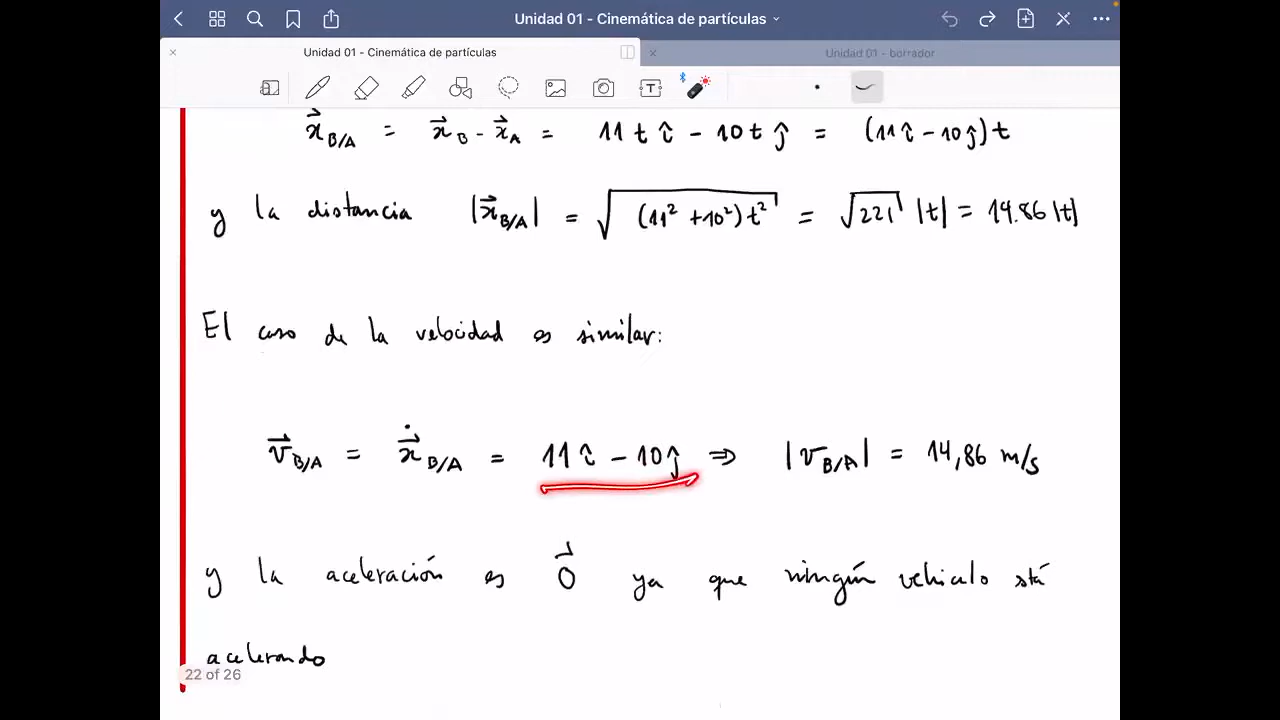 Unidad 01 - Cinemática de partículas
Unidad 01 - Cinemática de partículas
Unidad 01 - borrador
x⃗_B/A = x⃗_B - x⃗_A = 11 t î - 10 t ĵ = (11 î - 10 ĵ) t
y la distancia |x⃗_B/A| = √((11² + 10²) t²) = √221 |t| = 14.86 |t|
El caso de la velocidad es similar:
v⃗_B/A = ẋ⃗_B/A = 11 î - 10 ĵ ⇒ |v_B/A| = 14,86 m/s
y la aceleración es 0⃗ ya que ningún vehiculo stá
acelerando
22 of 26